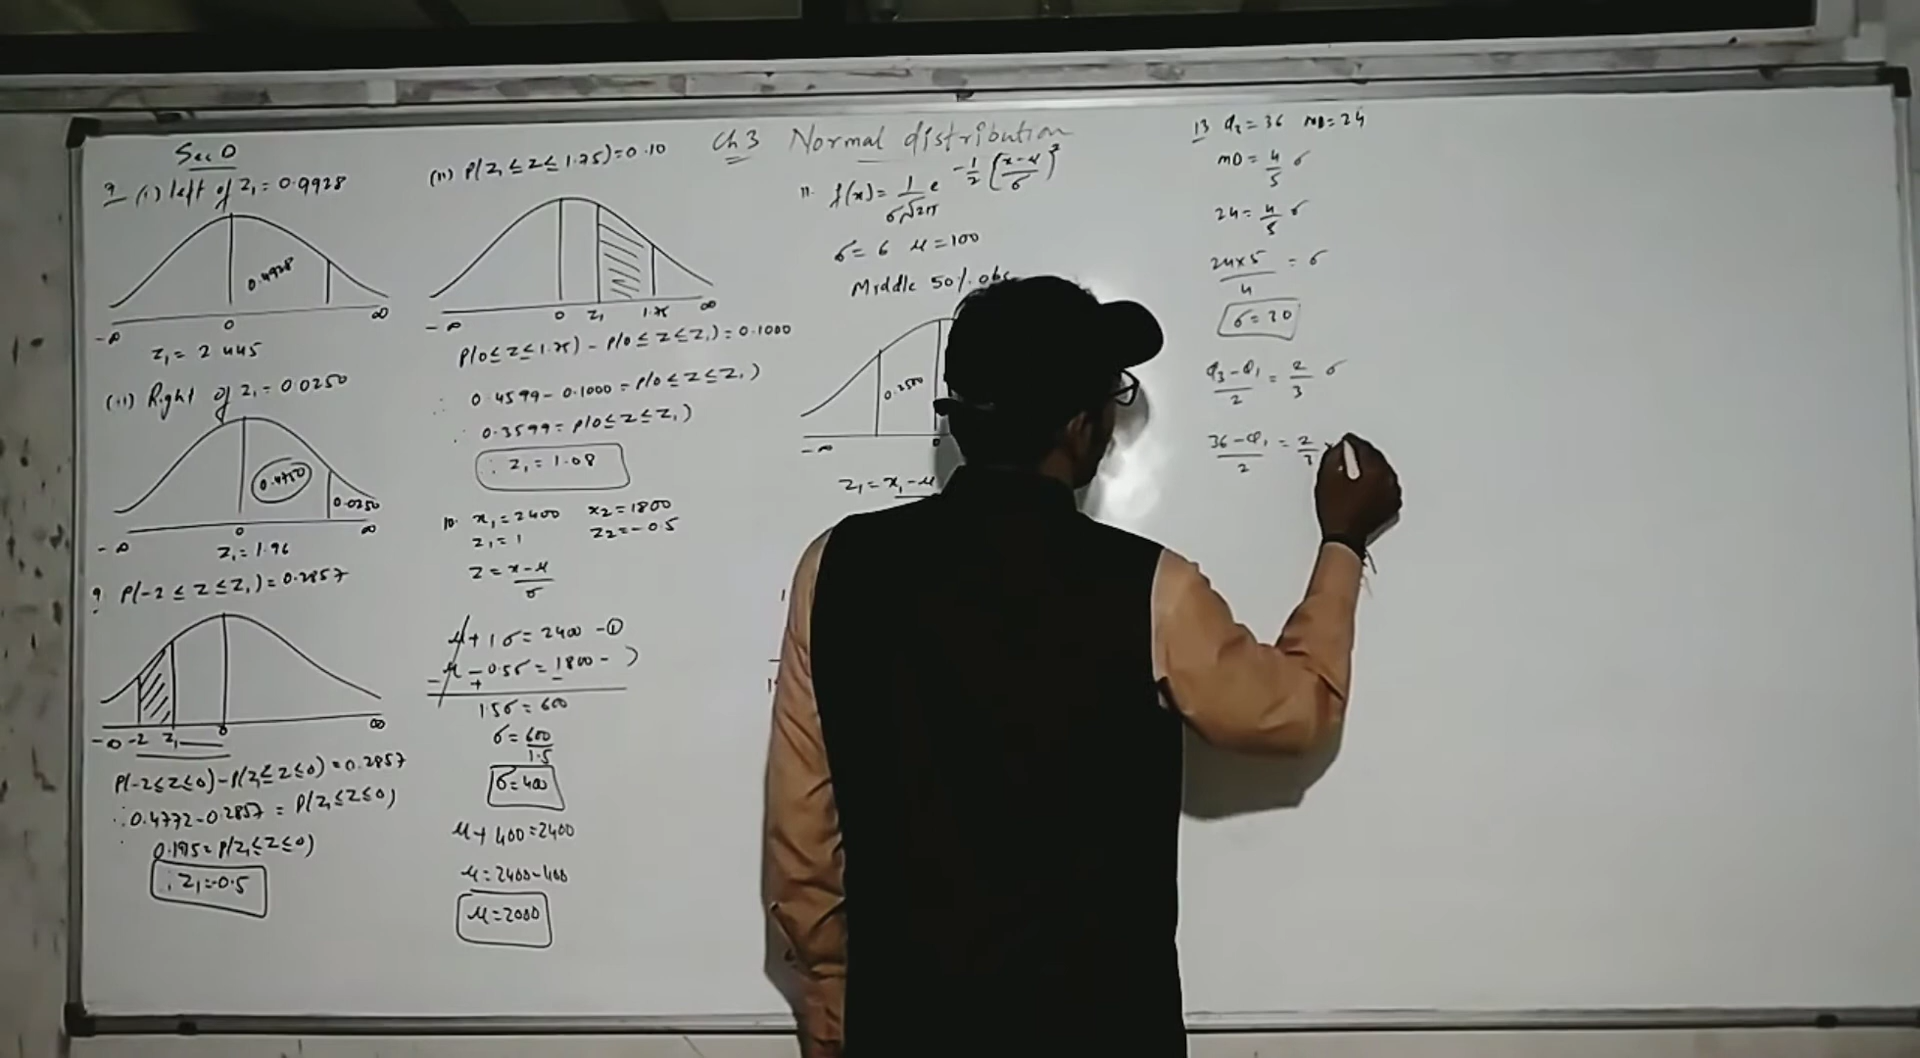 Ch 3 Normal distribution
Sec D
9 (i) left of Z₁ = 0.9928
0.4928
-∞ 0 ∞
Z₁ = 2.445
(ii) Right of Z₁ = 0.0250
0.4750 0.0250
-∞ 0 ∞
Z₁ = 1.96
9. P(-2 ≤ Z ≤ Z₁) = 0.2857
-∞ -2 Z₁ 0 ∞
P(-2 ≤ Z ≤ 0) - P(Z₁ ≤ Z ≤ 0) = 0.2857
∴ 0.4772 - 0.2857 = P(Z₁ ≤ Z ≤ 0)
∴ 0.1915 = P(Z₁ ≤ Z ≤ 0)
∴ Z₁ = -0.5
(ii) P(Z₁ ≤ Z ≤ 1.75) = 0.10
-∞ 0 Z₁ 1.75 ∞
P(0 ≤ Z ≤ 1.75) - P(0 ≤ Z ≤ Z₁) = 0.1000
∴ 0.4599 - 0.1000 = P(0 ≤ Z ≤ Z₁)
∴ 0.3599 = P(0 ≤ Z ≤ Z₁)
∴ Z₁ = 1.08
10. x₁ = 2400 x₂ = 1800
Z₁ = 1 Z₂ = -0.5
Z = x-μ/σ
μ + 1σ = 2400 - ①
μ - 0.5σ = 1800 -
1.5σ = 600
σ = 600/1.5
σ = 400
μ + 400 = 2400
μ = 2400 - 400
μ = 2000
11. f(x) = 1/σ√2π e -1/2 (x-μ/σ)²
σ = 6 μ = 100
Middle 50% obs
0.2500
-∞ 0
Z₁ = x₁-μ
13 Q₃ = 36 MD = 24
MD = 4/5 σ
24 = 4/5 σ
24×5/4 = σ
σ = 30
Q₃-Q₁/2 = 2/3 σ
36-Q₁/2 = 2/3 ×